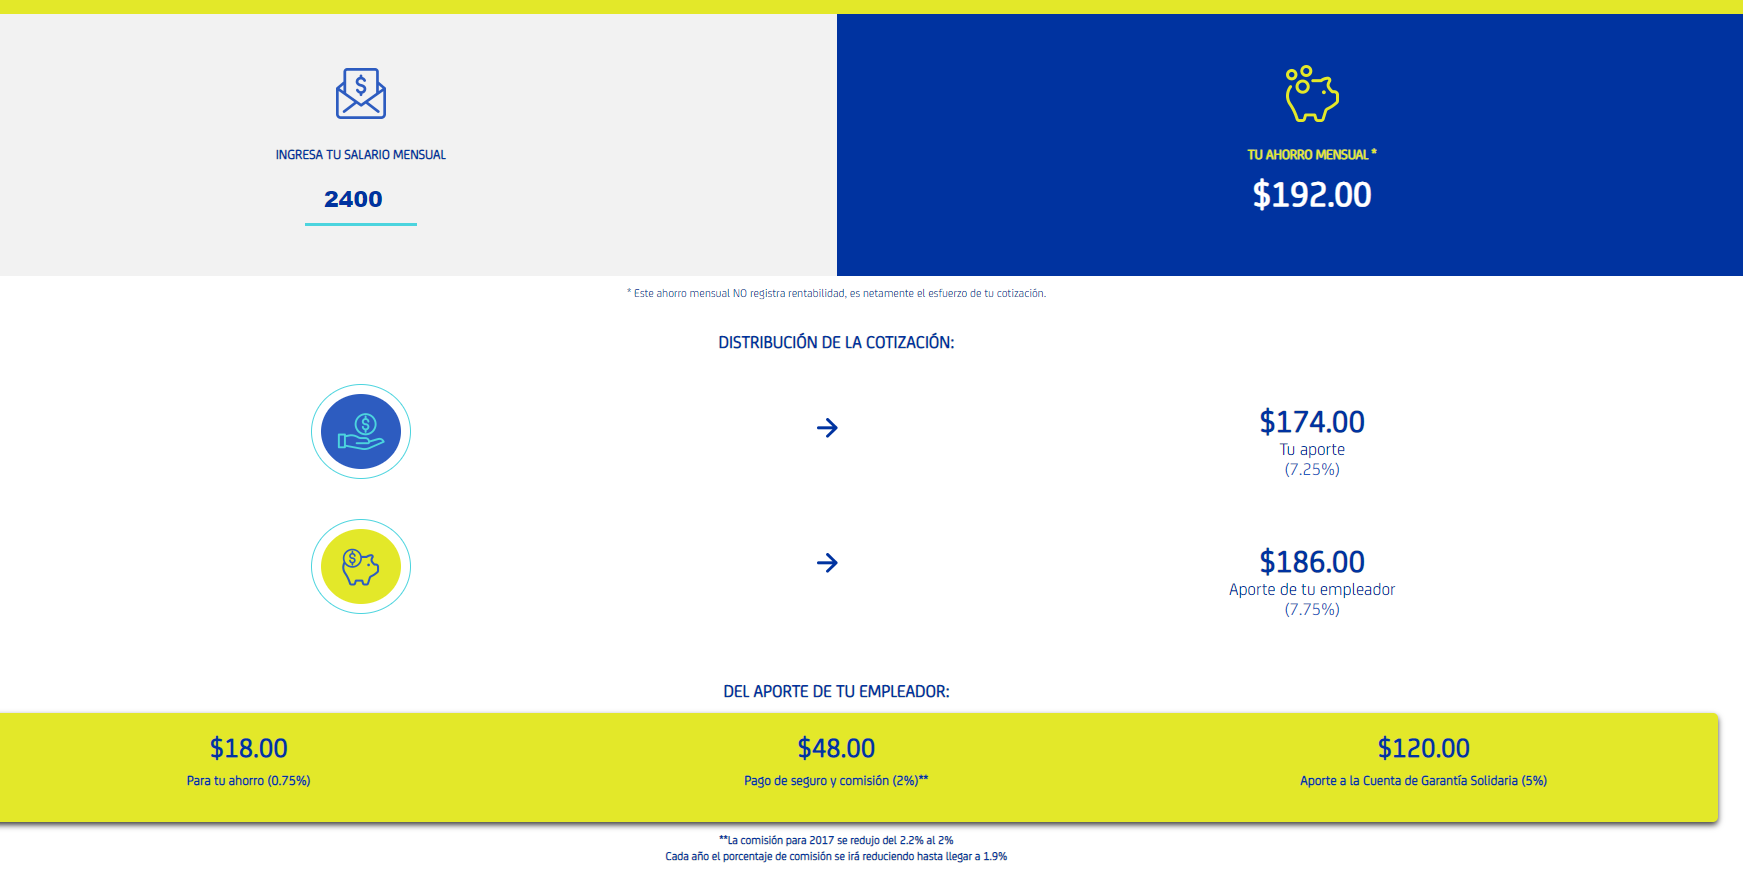 INGRESA TU SALARIO MENSUAL
2400
TU AHORRO MENSUAL *
$192.00
* Este ahorro mensual NO registra rentabilidad, es netamente el esfuerzo de tu cotización.
DISTRIBUCIÓN DE LA COTIZACIÓN:
$174.00
Tu aporte
(7.25%)
$186.00
Aporte de tu empleador
(7.75%)
DEL APORTE DE TU EMPLEADOR:
$18.00
Para tu ahorro (0.75%)
$48.00
Pago de seguro y comisión (2%)**
$120.00
Aporte a la Cuenta de Garantía Solidaria (5%)
**La comisión para 2017 se redujo del 2.2% al 2%
Cada año el porcentaje de comisión se irá reduciendo hasta llegar a 1.9%